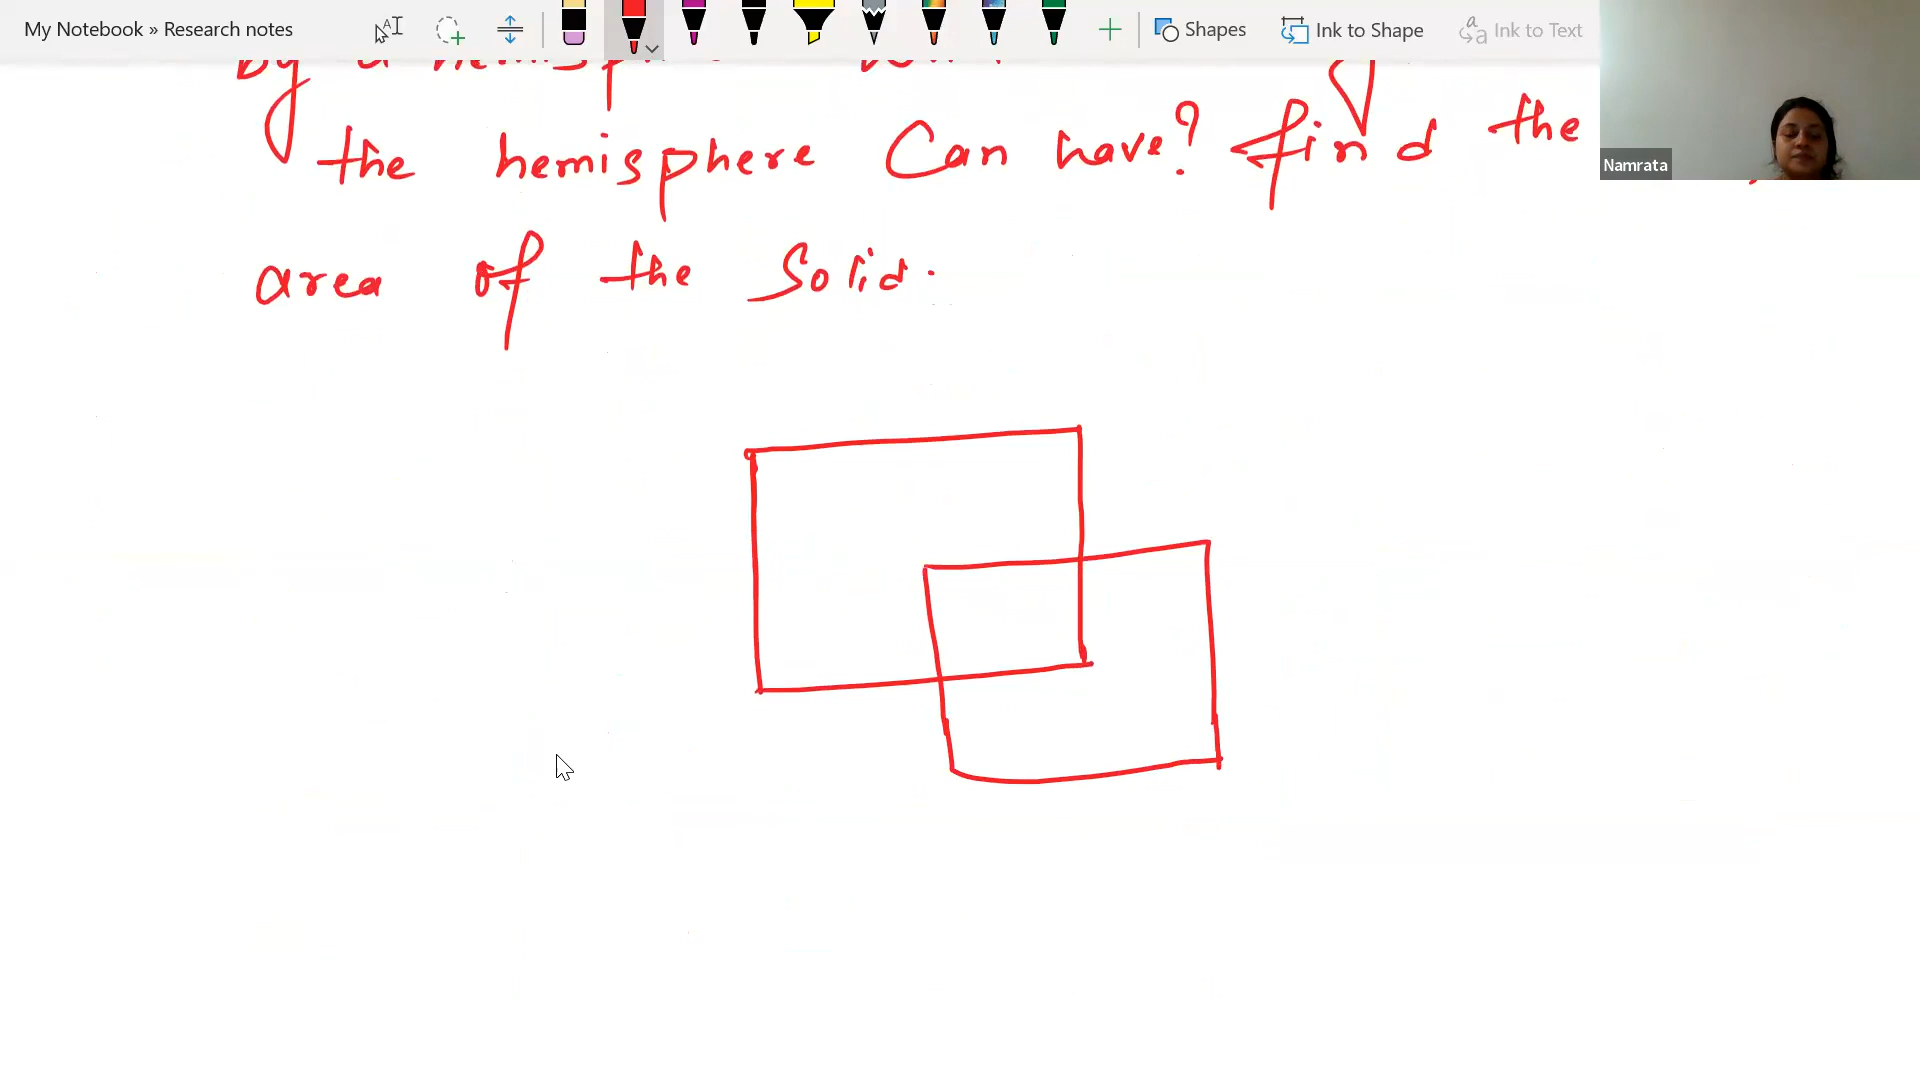 My Notebook » Research notes
Shapes
Ink to Shape
Ink to Text
Namrata
by a
the hemisphere Can have? find the
area of the Solid.